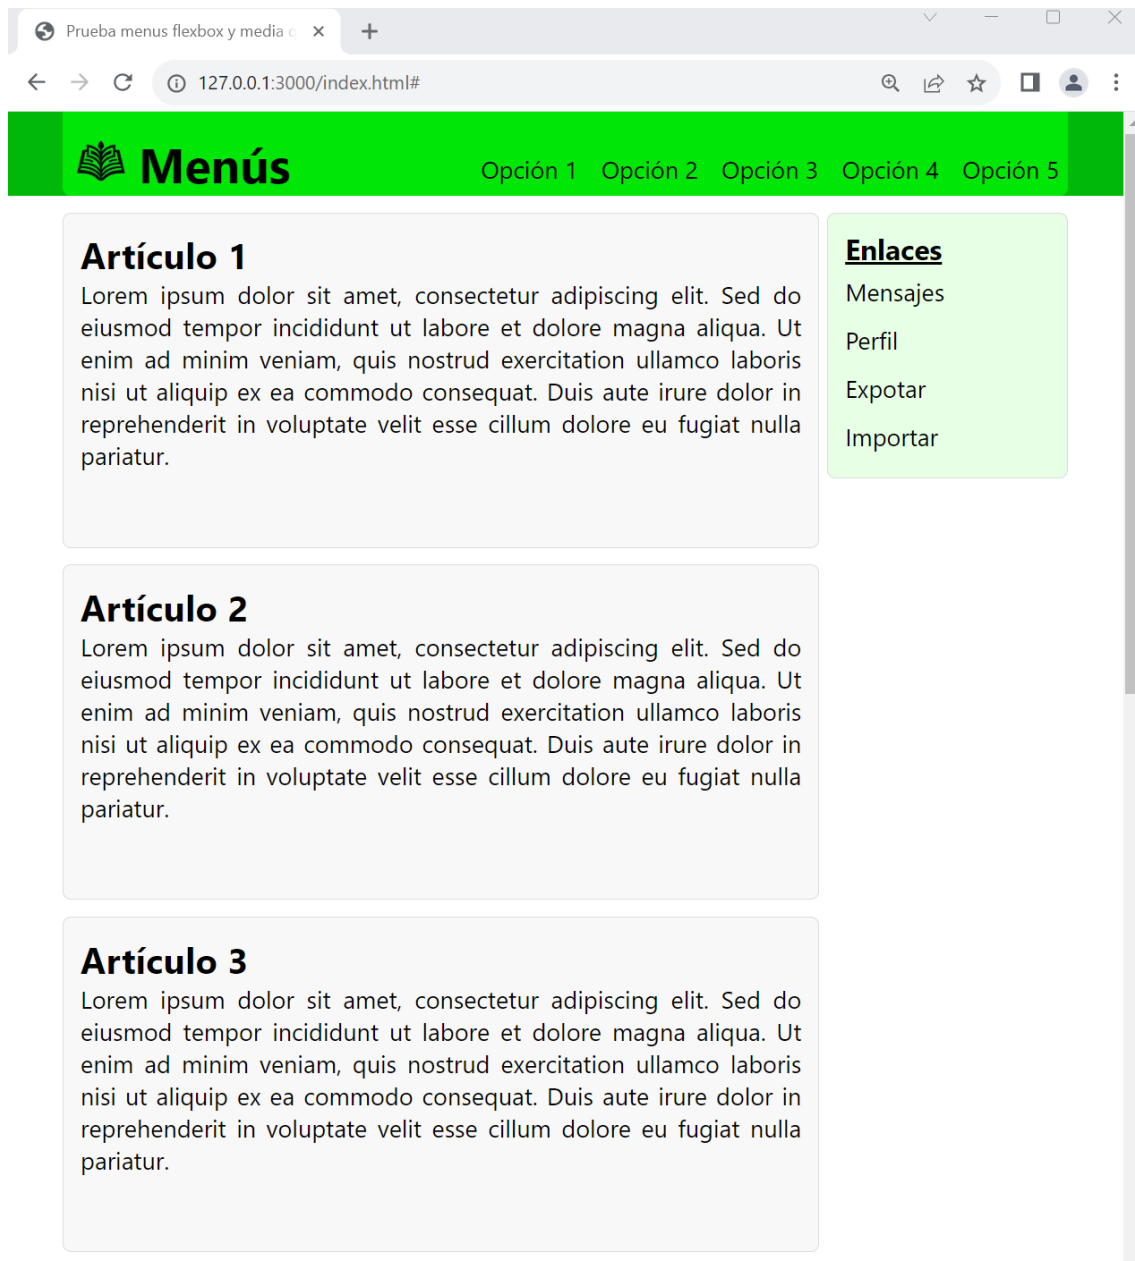 Prueba menus flexbox y media q
127.0.0.1:3000/index.html#
Menús
Opción 1 Opción 2 Opción 3 Opción 4 Opción 5
Artículo 1
Lorem ipsum dolor sit amet, consectetur adipiscing elit. Sed do
eiusmod tempor incididunt ut labore et dolore magna aliqua. Ut
enim ad minim veniam, quis nostrud exercitation ullamco laboris
nisi ut aliquip ex ea commodo consequat. Duis aute irure dolor in
reprehenderit in voluptate velit esse cillum dolore eu fugiat nulla
pariatur.
Enlaces
Mensajes
Perfil
Expotar
Importar
Artículo 2
Lorem ipsum dolor sit amet, consectetur adipiscing elit. Sed do
eiusmod tempor incididunt ut labore et dolore magna aliqua. Ut
enim ad minim veniam, quis nostrud exercitation ullamco laboris
nisi ut aliquip ex ea commodo consequat. Duis aute irure dolor in
reprehenderit in voluptate velit esse cillum dolore eu fugiat nulla
pariatur.
Artículo 3
Lorem ipsum dolor sit amet, consectetur adipiscing elit. Sed do
eiusmod tempor incididunt ut labore et dolore magna aliqua. Ut
enim ad minim veniam, quis nostrud exercitation ullamco laboris
nisi ut aliquip ex ea commodo consequat. Duis aute irure dolor in
reprehenderit in voluptate velit esse cillum dolore eu fugiat nulla
pariatur.